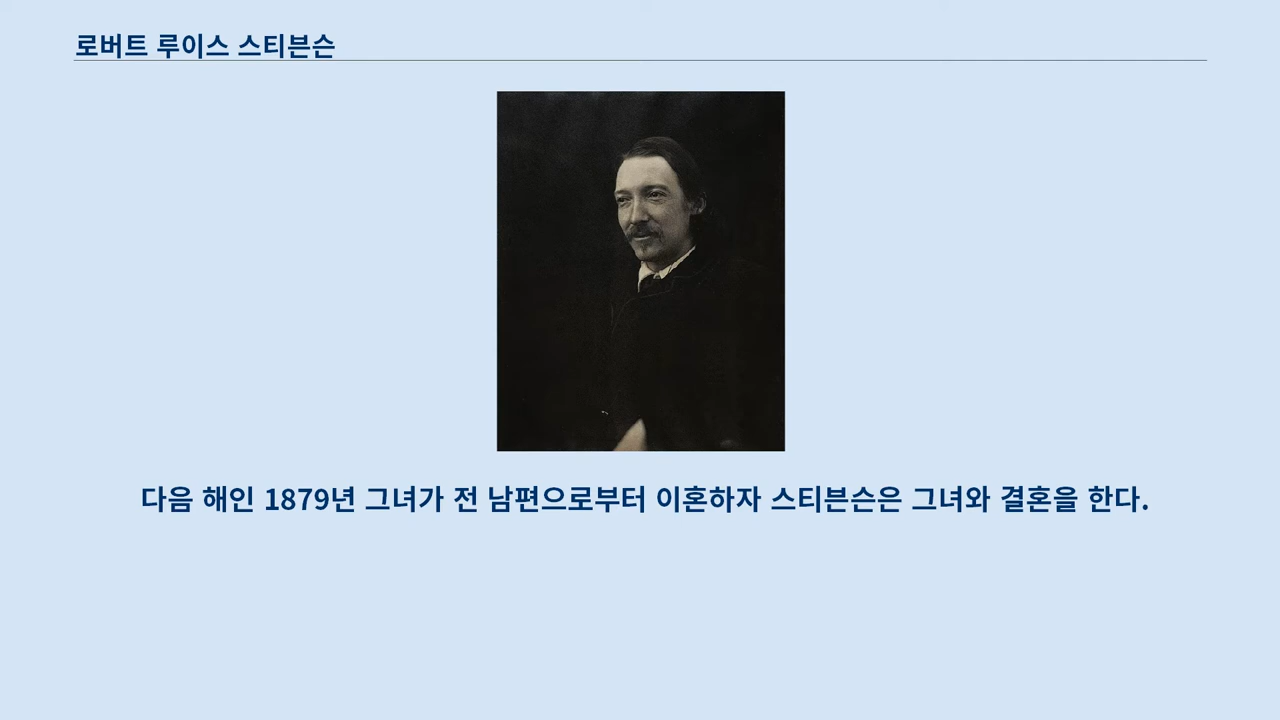 로버트 루이스 스티븐슨
다음 해인 1879년 그녀가 전 남편으로부터 이혼하자 스티븐슨은 그녀와 결혼을 한다.